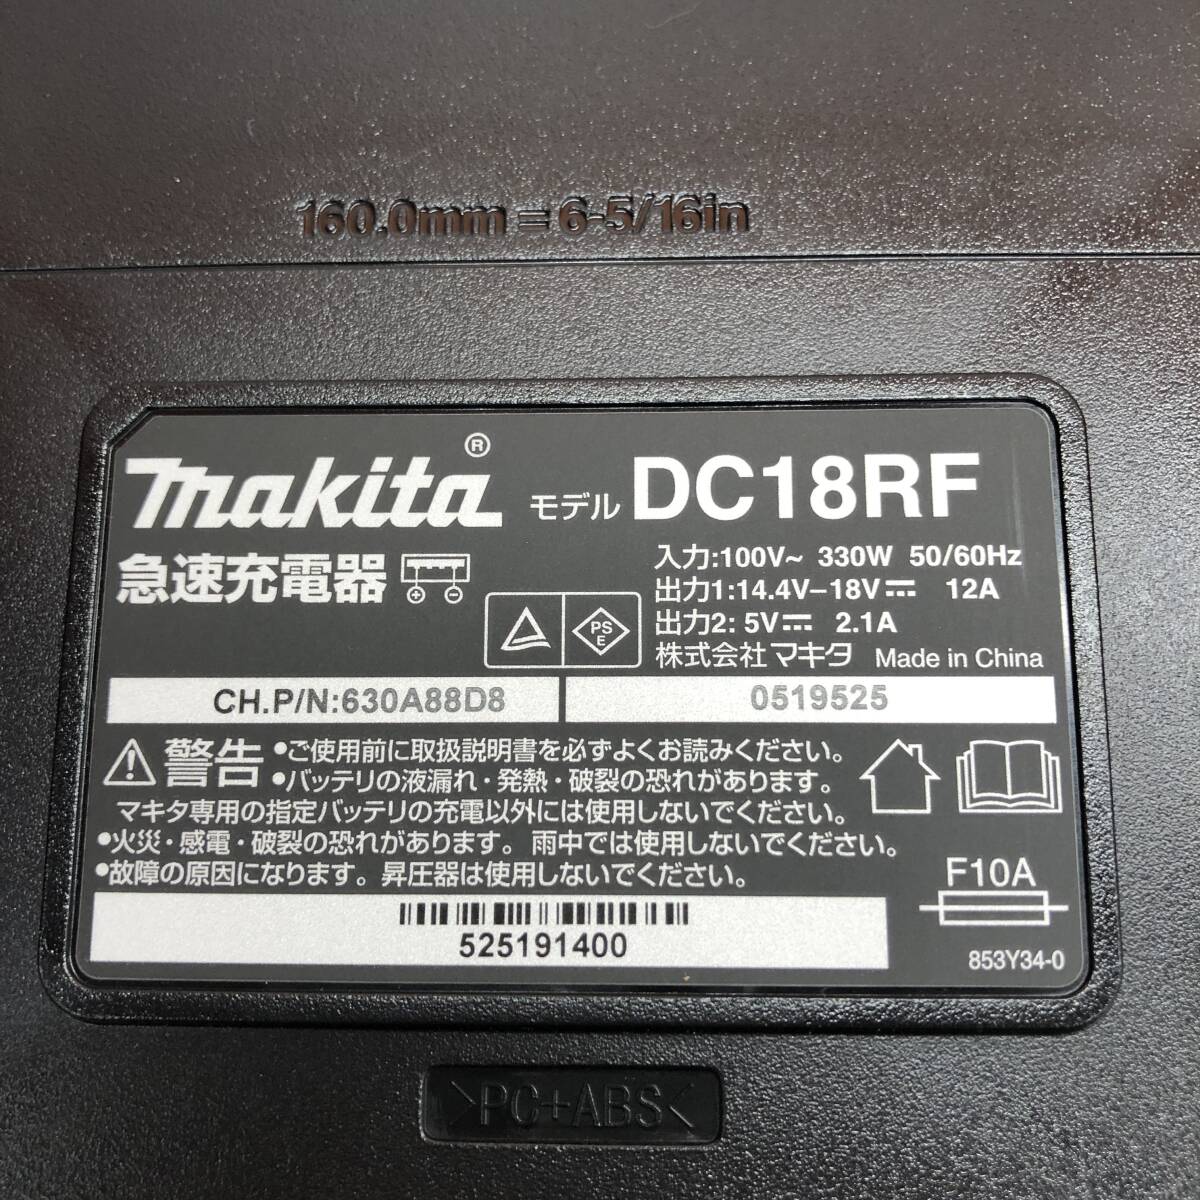 160.0mm=6-5/16in
makita® モデル DC18RF
急速充電器
入力:100V~ 330W 50/60Hz
出力1:14.4V–18V⎓ 12A
出力2: 5V⎓ 2.1A
PS
E
株式会社マキタ Made in China
CH.P/N:630A88D8
0519525
警告
•ご使用前に取扱説明書を必ずよくお読みください。
•バッテリの液漏れ・発熱・破裂の恐れがあります。
マキタ専用の指定バッテリの充電以外には使用しないでください。
•火災・感電・破裂の恐れがあります。雨中では使用しないでください。
•故障の原因になります。昇圧器は使用しないでください。
F10A
525191400
853Y34-0
>PC+ABS<